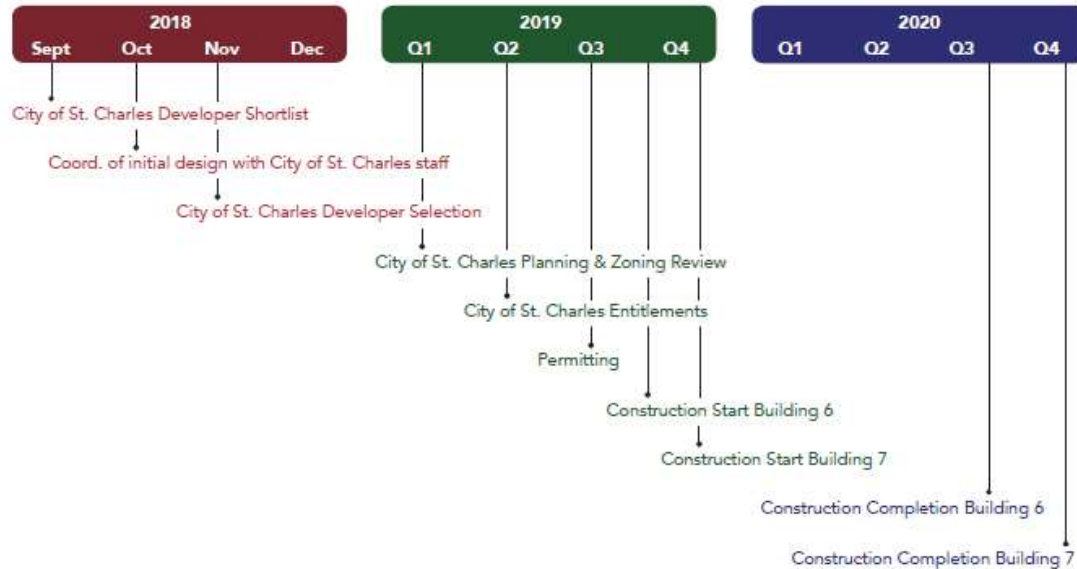 2018
Sept Oct Nov Dec
2019
Q1 Q2 Q3 Q4
2020
Q1 Q2 Q3 Q4
City of St. Charles Developer Shortlist
Coord. of initial design with City of St. Charles staff
City of St. Charles Developer Selection
City of St. Charles Planning & Zoning Review
City of St. Charles Entitlements
Permitting
Construction Start Building 6
Construction Start Building 7
Construction Completion Building 6
Construction Completion Building 7